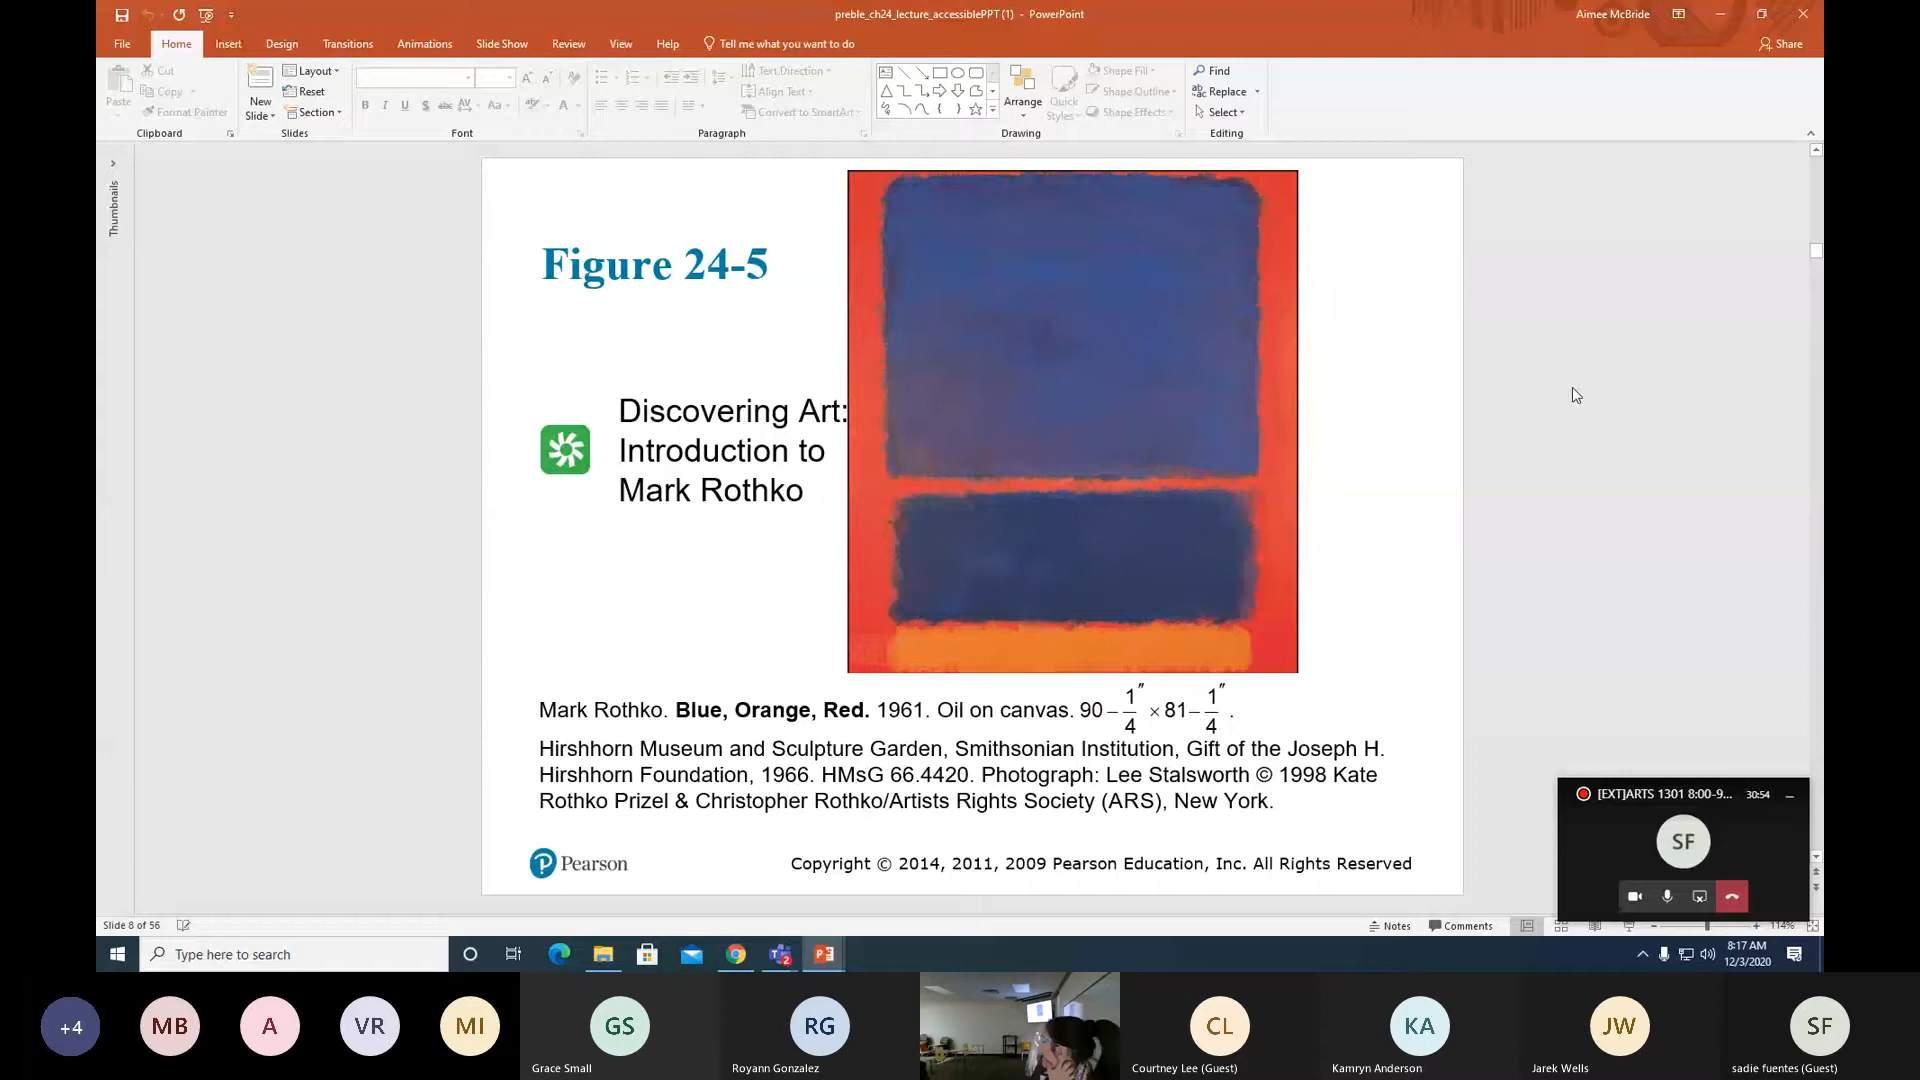 preble_ch24_lecture_accessiblePPT (1) - PowerPoint
Aimee McBride
File Home Insert Design Transitions Animations Slide Show Review View Help Tell me what you want to do
Share
Paste
Cut
Copy
Format Painter
Clipboard
New Slide
Layout
Reset
Section
Slides
B I U S abc AV Aa A
Font
Text Direction
Align Text
Convert to SmartArt
Paragraph
Arrange
Quick Styles
Shape Fill
Shape Outline
Shape Effects
Drawing
Find
Replace
Select
Editing
Thumbnails
Figure 24-5
Discovering Art:
Introduction to
Mark Rothko
Mark Rothko. Blue, Orange, Red. 1961. Oil on canvas. 90–1/4″ × 81–1/4″.
Hirshhorn Museum and Sculpture Garden, Smithsonian Institution, Gift of the Joseph H.
Hirshhorn Foundation, 1966. HMsG 66.4420. Photograph: Lee Stalsworth © 1998 Kate
Rothko Prizel & Christopher Rothko/Artists Rights Society (ARS), New York.
Pearson
Copyright © 2014, 2011, 2009 Pearson Education, Inc. All Rights Reserved
[EXT]ARTS 1301 8:00-9... 30:54
SF
Slide 8 of 56
Notes
Comments
114%
Type here to search
8:17 AM
12/3/2020
+4
MB
A
VR
MI
GS
RG
CL
KA
JW
SF
Grace Small
Royann Gonzalez
Courtney Lee (Guest)
Kamryn Anderson
Jarek Wells
sadie fuentes (Guest)